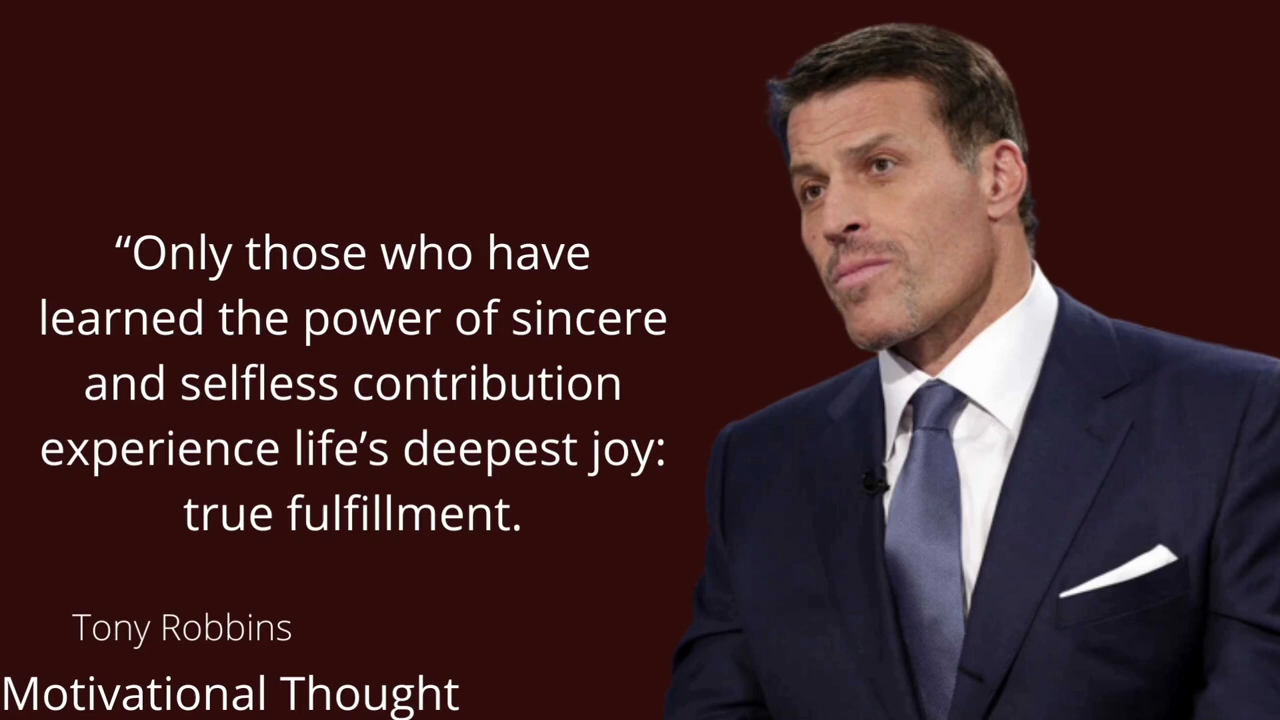 “Only those who have
learned the power of sincere
and selfless contribution
experience life’s deepest joy:
true fulfillment.
Tony Robbins
Motivational Thought